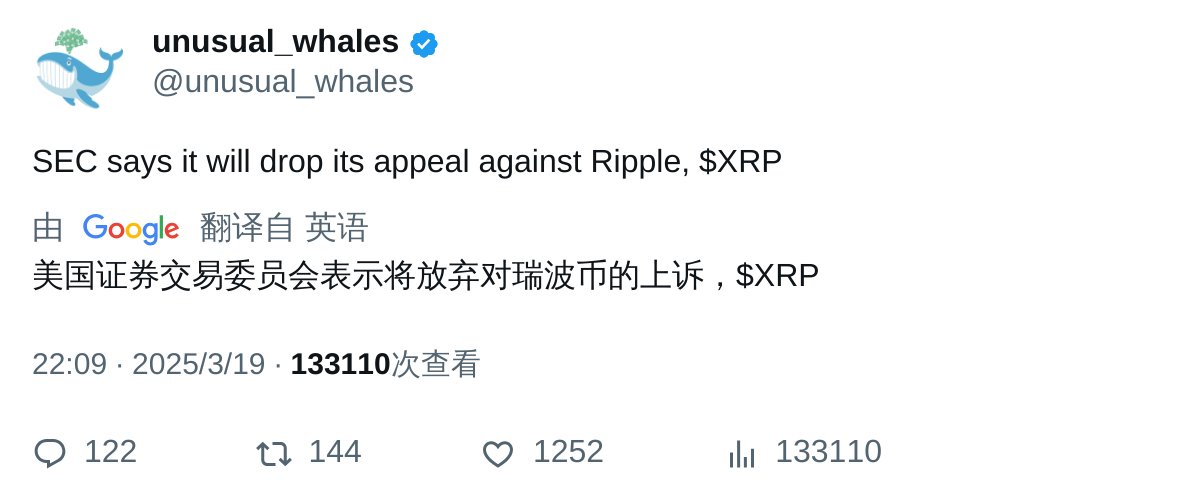 unusual_whales
@unusual_whales
SEC says it will drop its appeal against Ripple, $XRP
由 Google 翻译自 英语
美国证券交易委员会表示将放弃对瑞波币的上诉，$XRP
22:09 · 2025/3/19 · 133110次查看
122 144 1252 133110